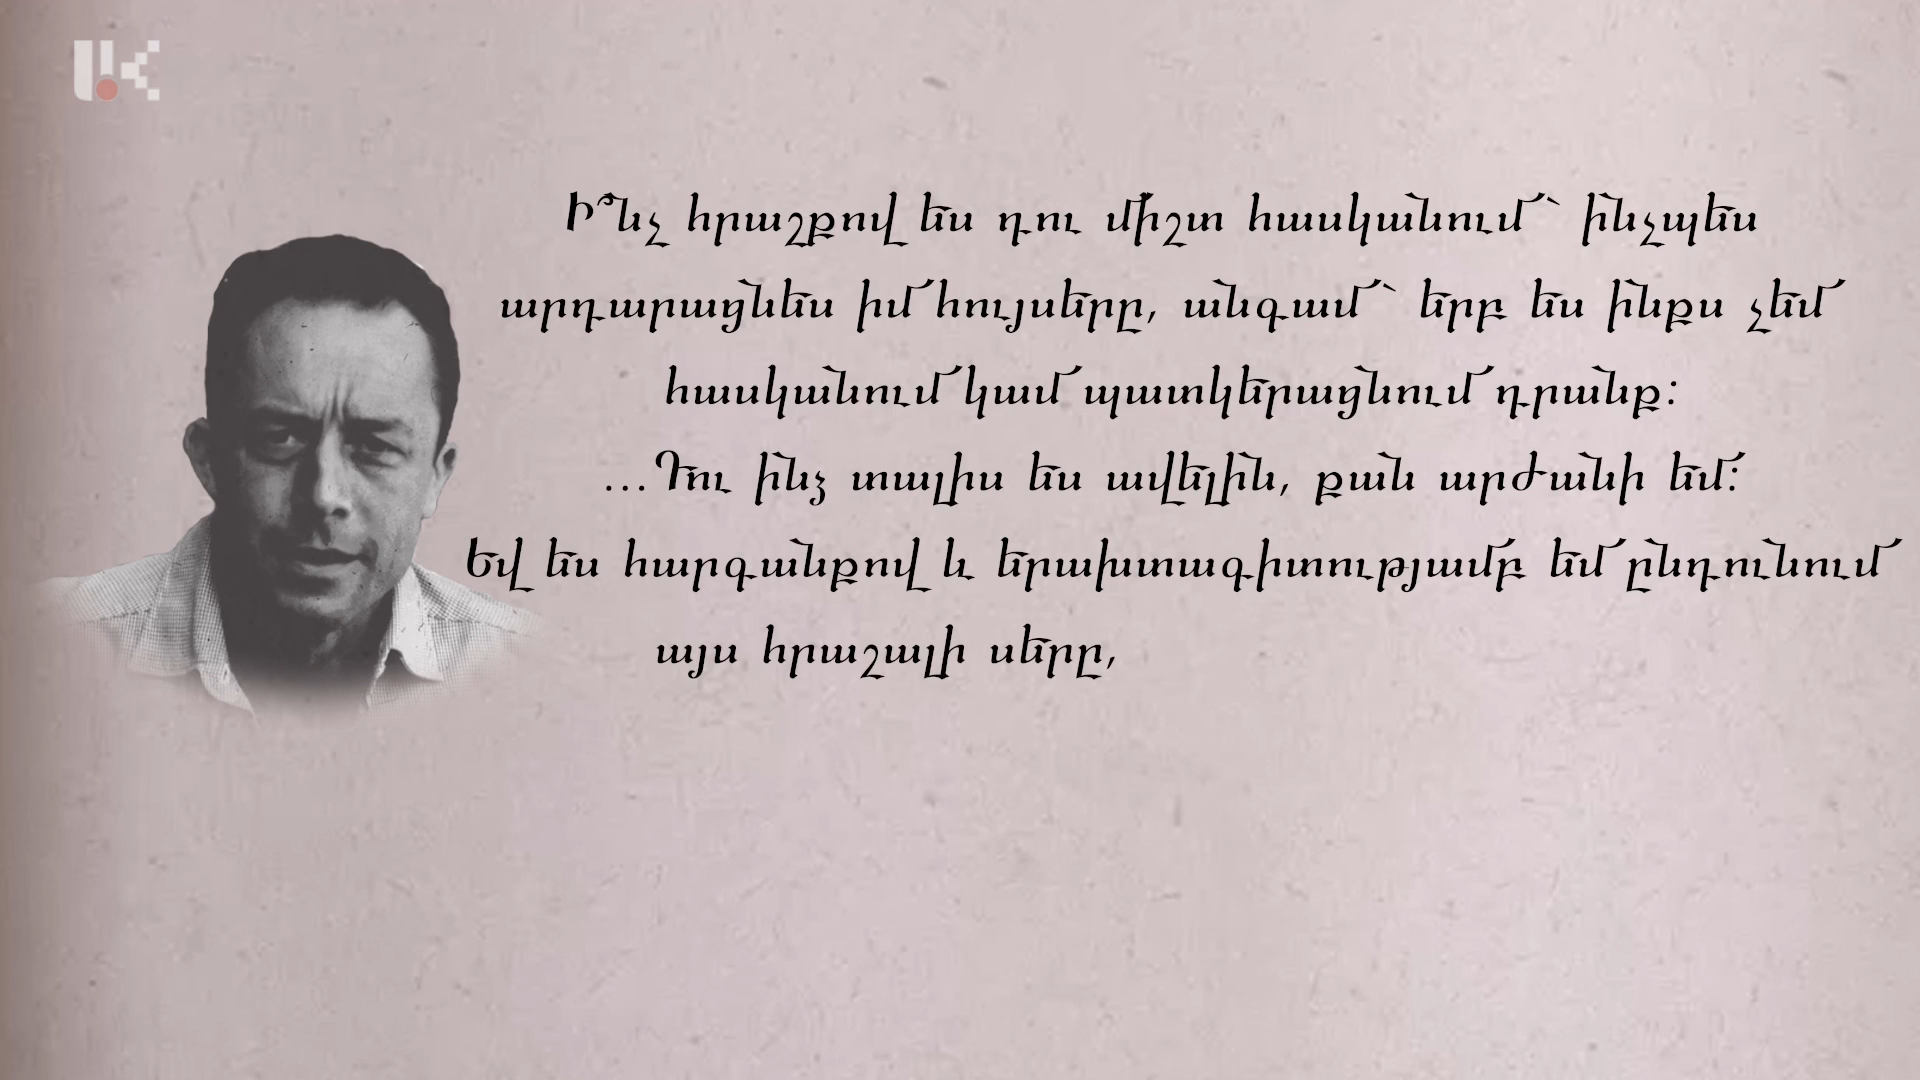 Ի՞նչ հրաշքով ես դու միշտ հասկանում՝ ինչպես
արդարացնես իմ հույսերը, անգամ՝ երբ ես ինքս չեմ
հասկանում կամ պատկերացնում դրանք։
…Դու ինձ տալիս ես ավելին, քան արժանի եմ։
Եվ ես հարգանքով և երախտագիտությամբ եմ ընդունում
այս հրաշալի սերը,